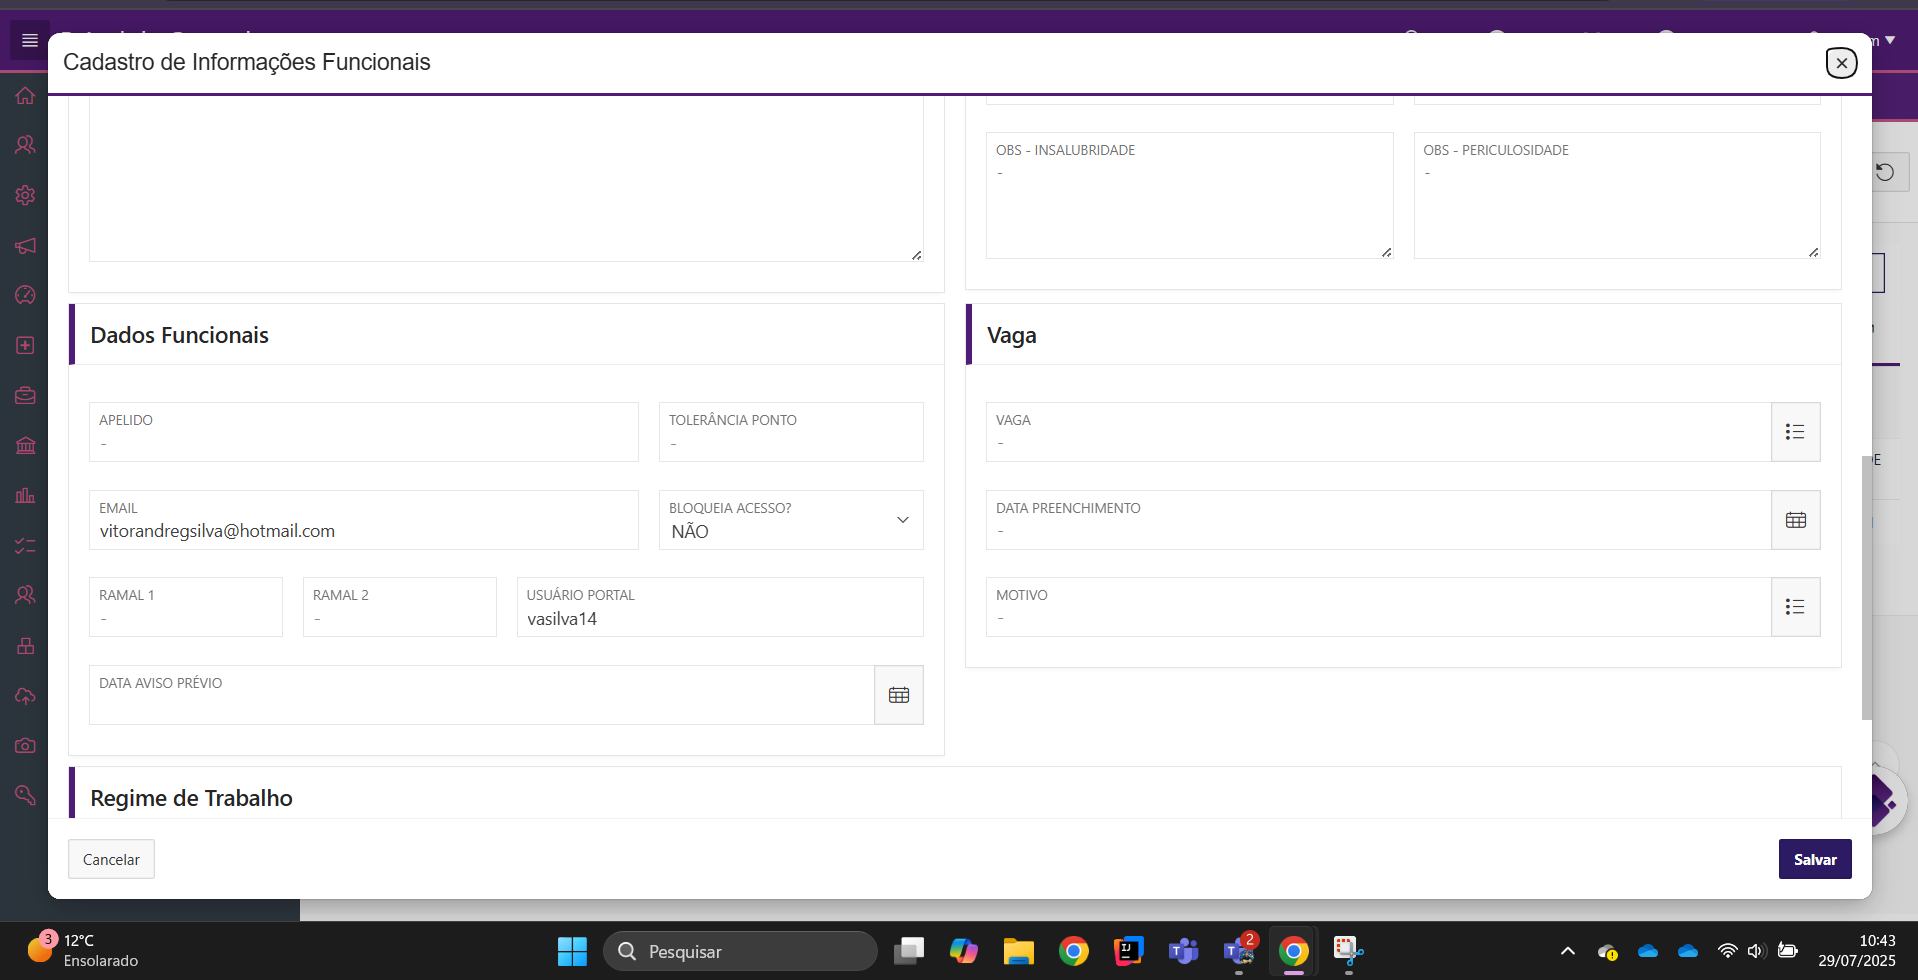 Cadastro de Informações Funcionais
m
OBS - INSALUBRIDADE
-
OBS - PERICULOSIDADE
-
Dados Funcionais
APELIDO
-
TOLERÂNCIA PONTO
-
EMAIL
vitorandregsilva@hotmail.com
BLOQUEIA ACESSO?
NÃO
RAMAL 1
-
RAMAL 2
-
USUÁRIO PORTAL
vasilva14
DATA AVISO PRÉVIO
Vaga
VAGA
-
DATA PREENCHIMENTO
-
MOTIVO
-
E
Regime de Trabalho
Cancelar
Salvar
3
12°C
Ensolarado
Pesquisar
2
10:43
29/07/2025